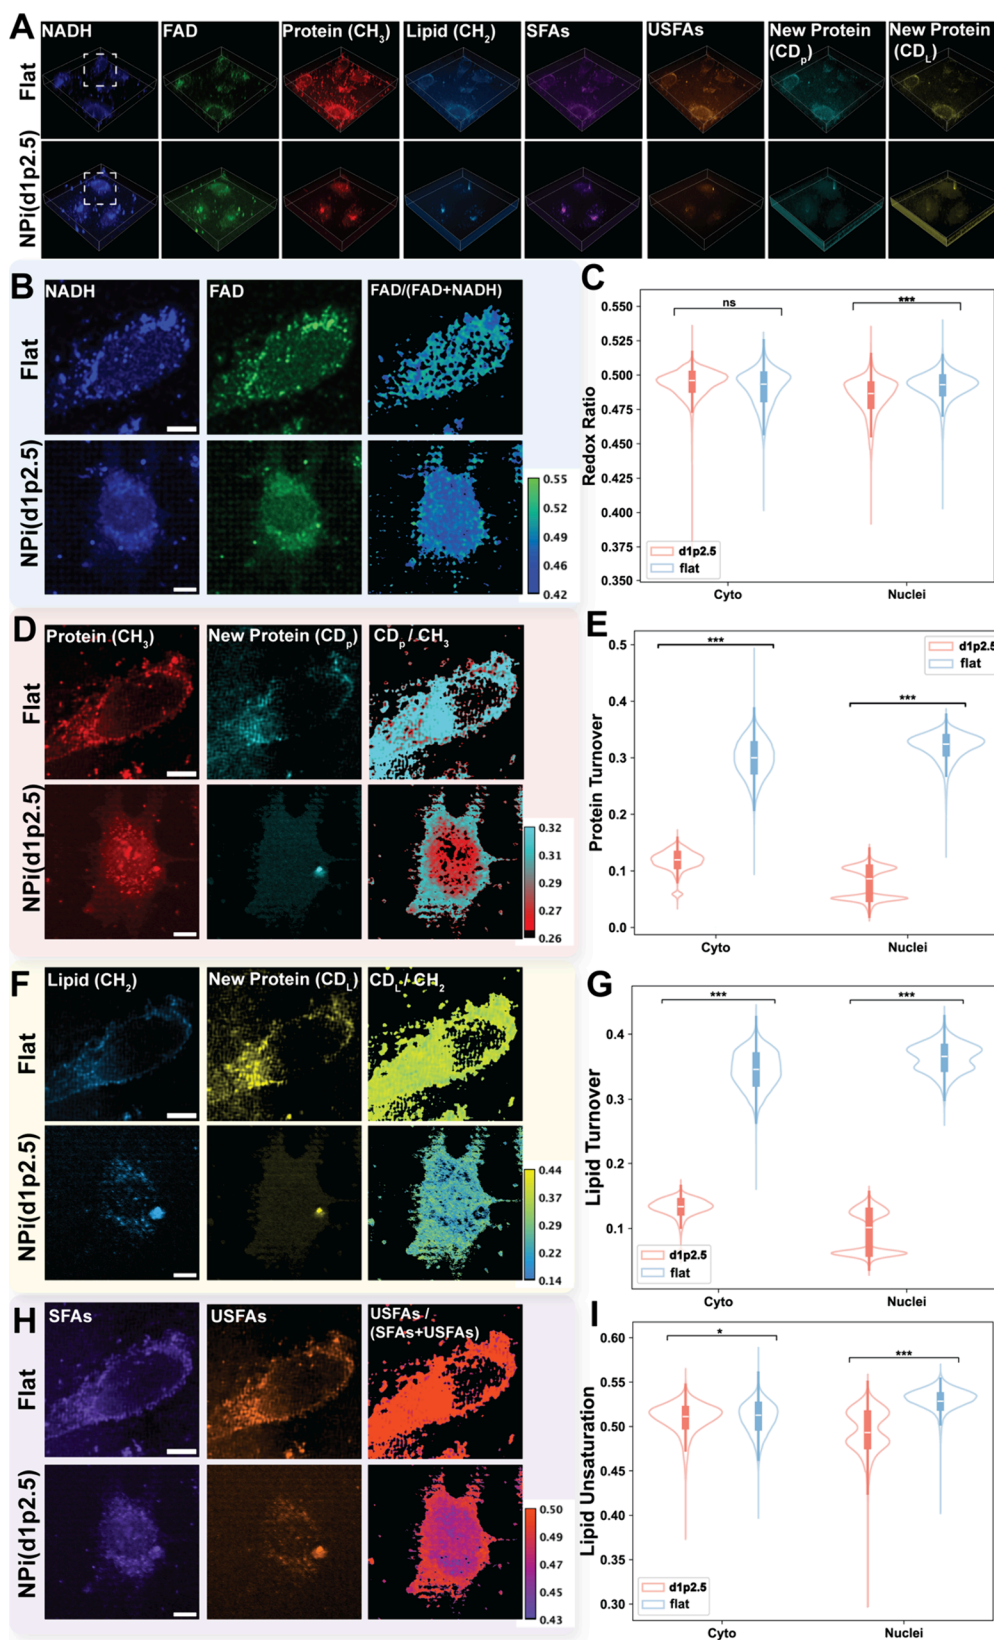 A
NADH
FAD
Protein (CH3)
Lipid (CH2)
SFAs
USFAs
New Protein
(CDp)
New Protein
(CDL)
Flat
NPi(d1p2.5)
B
NADH
FAD
FAD/(FAD+NADH)
Flat
NPi(d1p2.5)
0.55
0.52
0.49
0.46
0.42
C
Redox Ratio
0.550
0.525
0.500
0.475
0.450
0.425
0.400
0.375
0.350
ns
***
d1p2.5
flat
Cyto
Nuclei
D
Protein (CH3)
New Protein (CDp)
CDp/ CH3
Flat
NPi(d1p2.5)
0.32
0.31
0.29
0.27
0.26
E
Protein Turnover
0.5
0.4
0.3
0.2
0.1
0.0
***
***
d1p2.5
flat
Cyto
Nuclei
F
Lipid (CH2)
New Protein (CDL)
CDL/ CH2
Flat
NPi(d1p2.5)
0.44
0.37
0.29
0.22
0.14
G
Lipid Turnover
0.4
0.3
0.2
0.1
***
***
d1p2.5
flat
Cyto
Nuclei
H
SFAs
USFAs
USFAs /
(SFAs+USFAs)
Flat
NPi(d1p2.5)
0.50
0.49
0.47
0.45
0.43
I
Lipid Unsaturation
0.60
0.55
0.50
0.45
0.40
0.35
0.30
*
***
d1p2.5
flat
Cyto
Nuclei